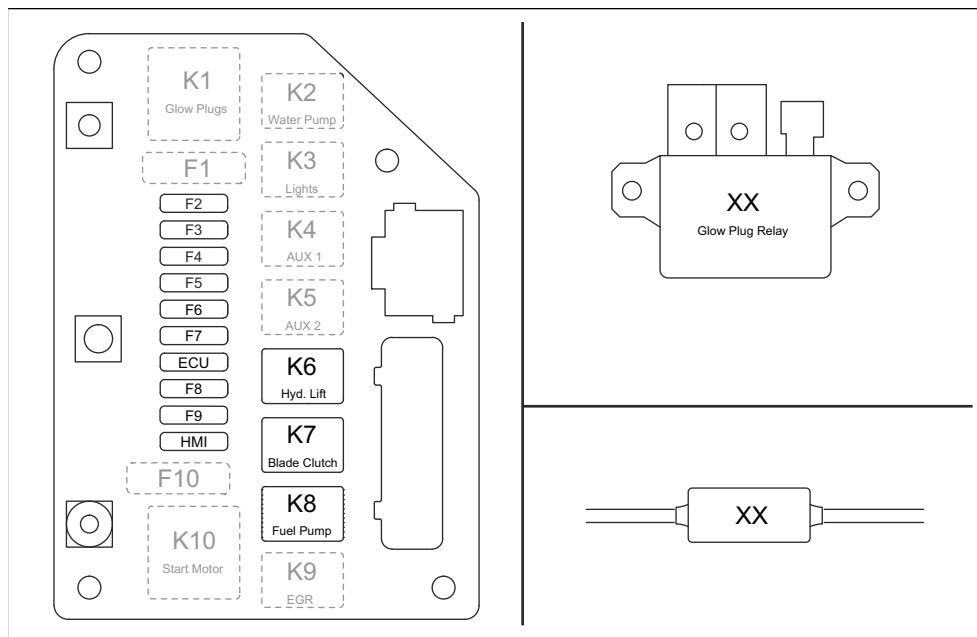 K1
Glow Plugs
F1
F2
F3
F4
F5
F6
F7
ECU
F8
F9
HMI
F10
K10
Start Motor
K2
Water Pump
K3
Lights
K4
AUX 1
K5
AUX 2
K6
Hyd. Lift
K7
Blade Clutch
K8
Fuel Pump
K9
EGR
XX
Glow Plug Relay
XX